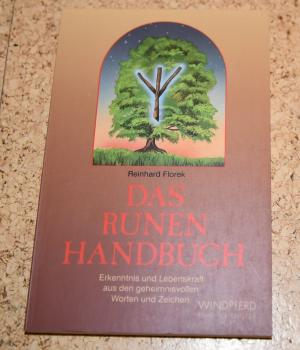 Reinhard Florek
DAS
RUNEN
HANDBUCH
Erkenntnis und Lebenskraft
aus den geheimnisvollen
Worten und Zeichen
WINDPFERD